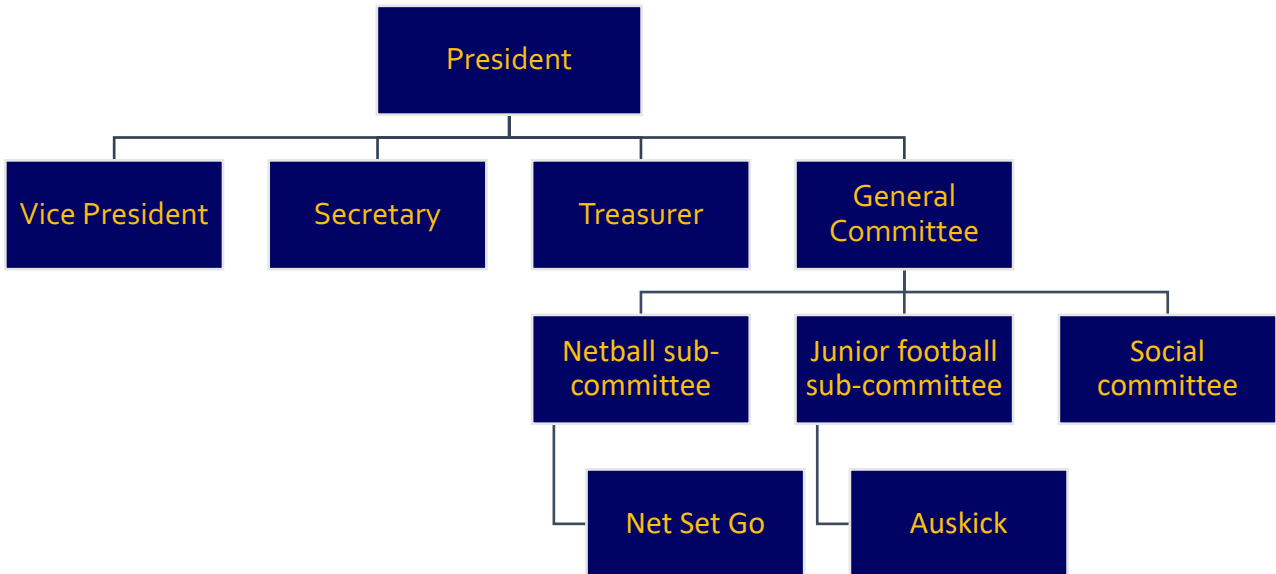 President
Vice President
Secretary
Treasurer
General
Committee
Netball sub-
committee
Junior football
sub-committee
Social
committee
Net Set Go
Auskick